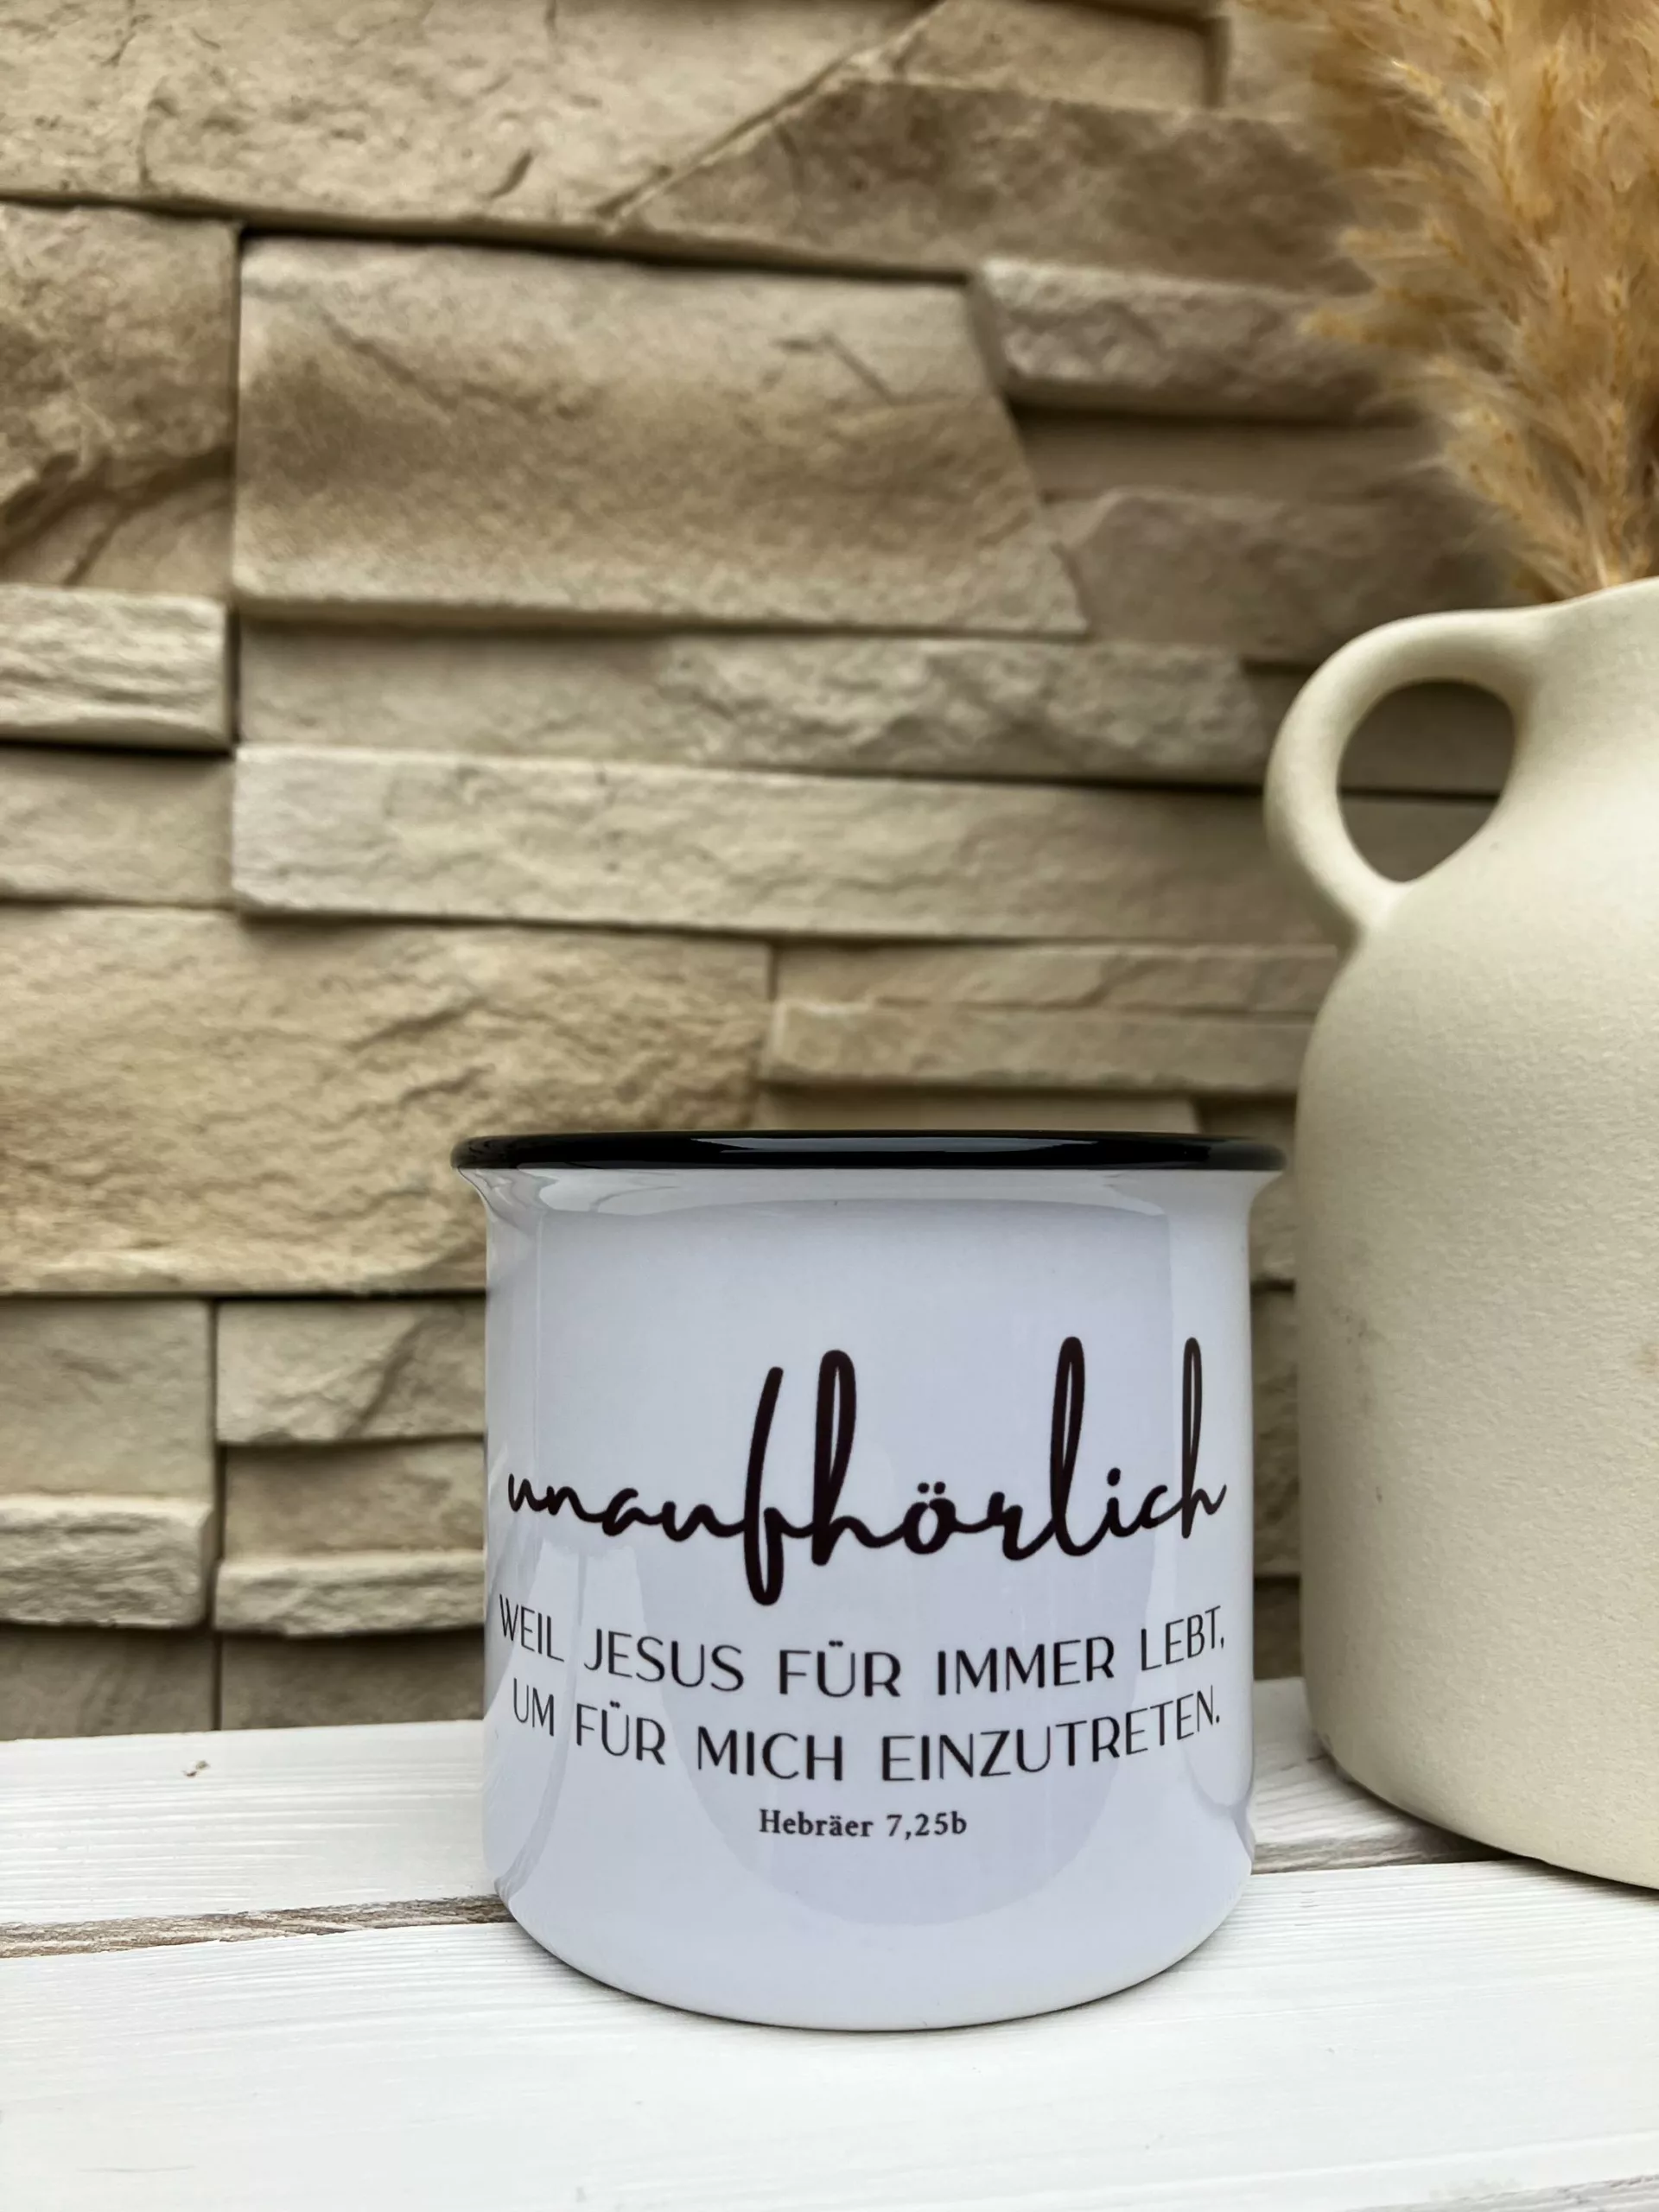 unaufhörlich
WEIL JESUS FÜR IMMER LEBT,
UM FÜR MICH EINZUTRETEN.
Hebräer 7,25b